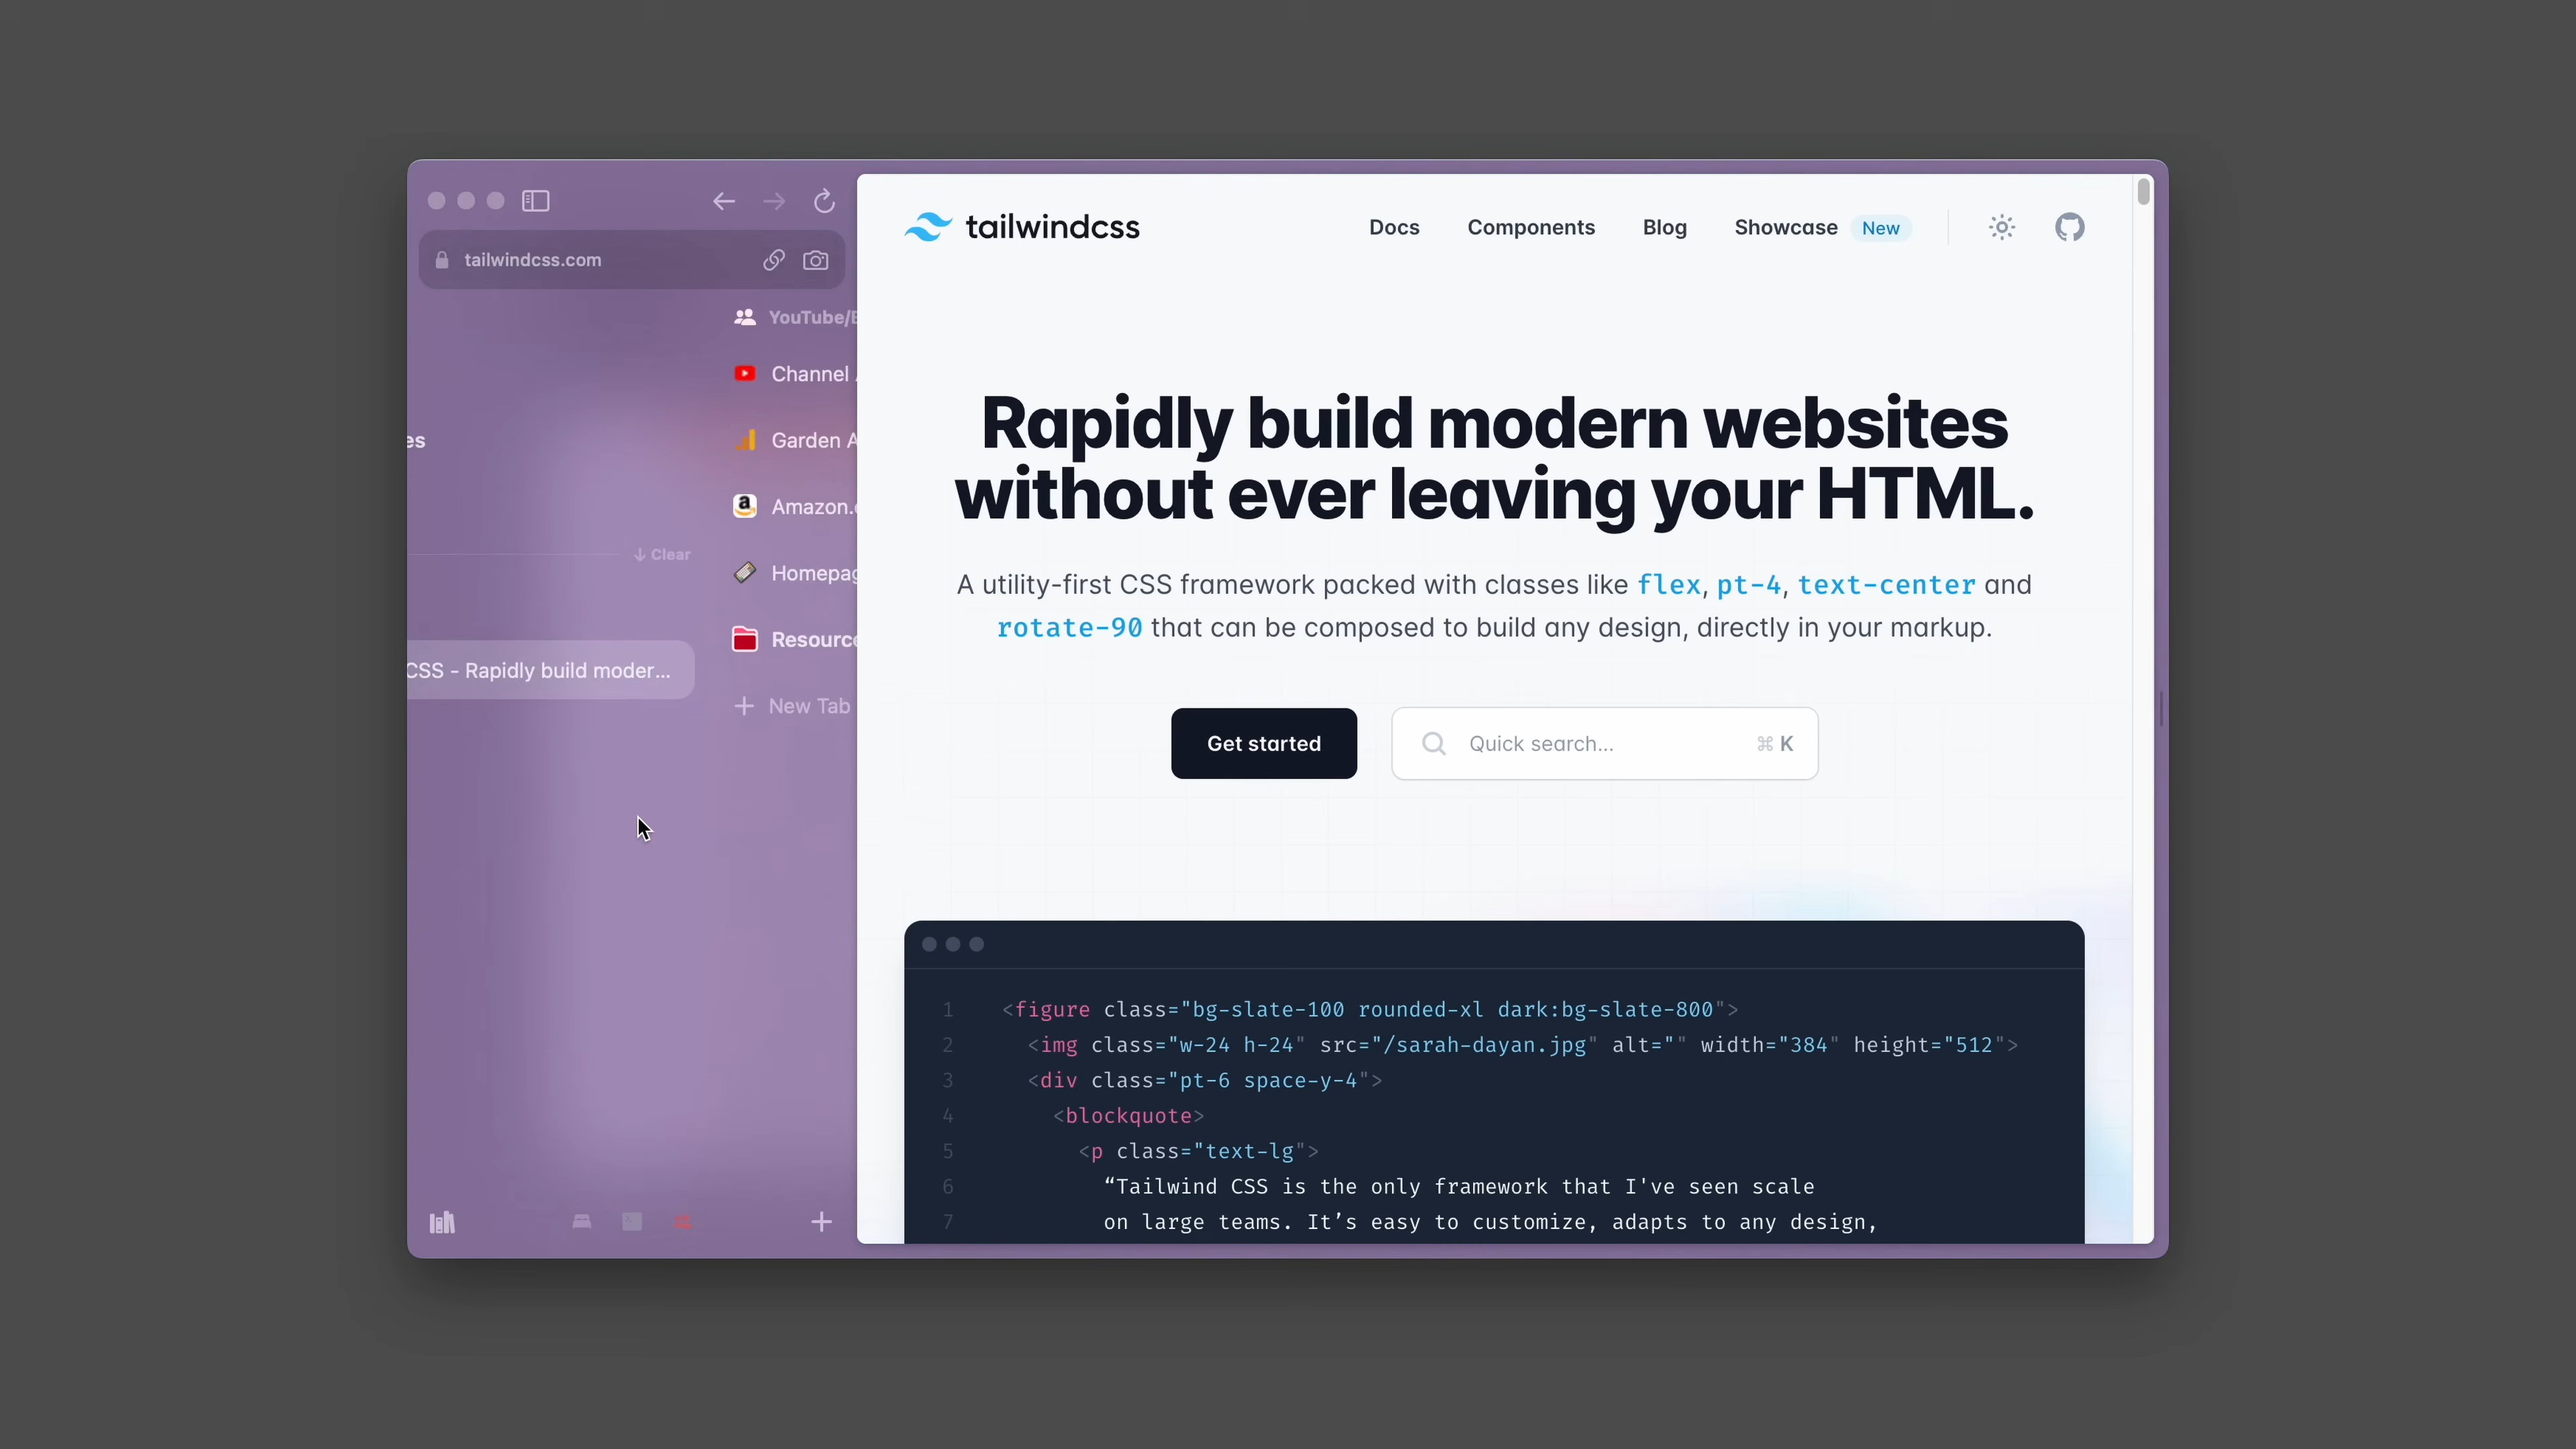 tailwindcss.com
YouTube/
Channel
es
Garden
Amazon.
Clear
Homepag
Resource
CSS - Rapidly build moder...
New Tab
tailwindcss
Docs
Components
Blog
Showcase
New
Rapidly build modern websites
without ever leaving your HTML.
A utility-first CSS framework packed with classes like flex, pt-4, text-center and
rotate-90 that can be composed to build any design, directly in your markup.
Get started
Quick search...
⌘ K
1 <figure class="bg-slate-100 rounded-xl dark:bg-slate-800">
2 <img class="w-24 h-24" src="/sarah-dayan.jpg" alt="" width="384" height="512">
3 <div class="pt-6 space-y-4">
4 <blockquote>
5 <p class="text-lg">
6 “Tailwind CSS is the only framework that I've seen scale
7 on large teams. It’s easy to customize, adapts to any design,